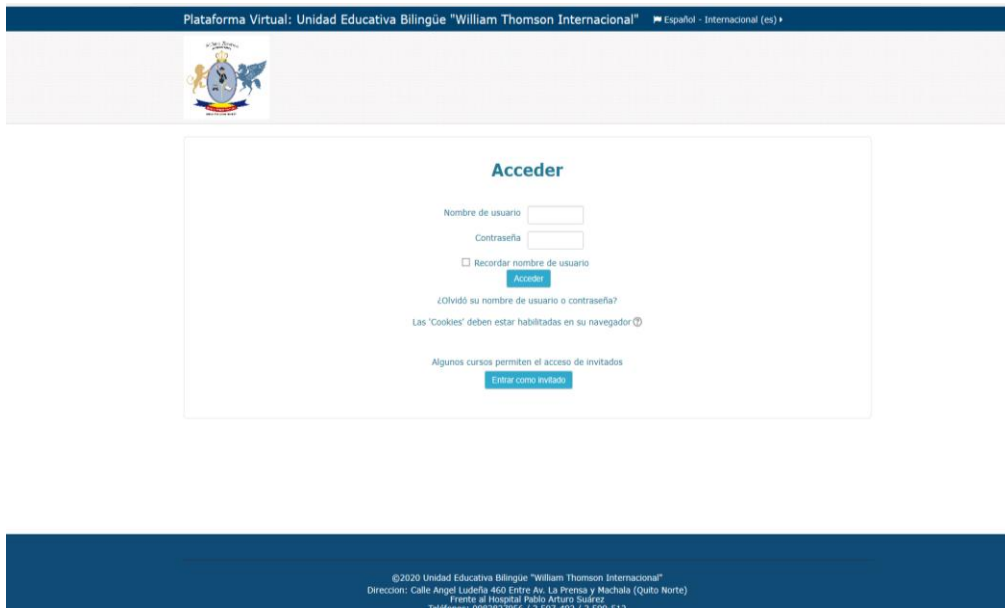 Plataforma Virtual: Unidad Educativa Bilingüe "William Thomson Internacional" Español - Internacional (es)
Acceder
Nombre de usuario
Contraseña
Recordar nombre de usuario
Acceder
¿Olvidó su nombre de usuario o contraseña?
Las 'Cookies' deben estar habilitadas en su navegador
Algunos cursos permiten el acceso de invitados
Entrar como invitado
©2020 Unidad Educativa Bilingüe "William Thomson Internacional"
Direccion: Calle Angel Ludeña 460 Entre Av. La Prensa y Machala (Quito Norte)
Frente al Hospital Pablo Arturo Suárez